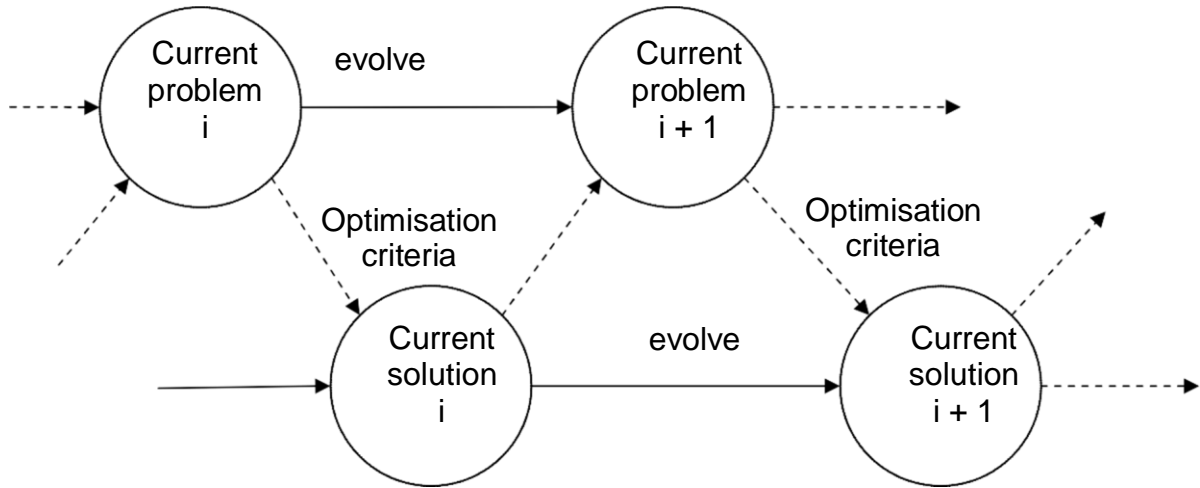 Current
problem
i
evolve
Current
problem
i + 1
Optimisation
criteria
Optimisation
criteria
Current
solution
i
evolve
Current
solution
i + 1